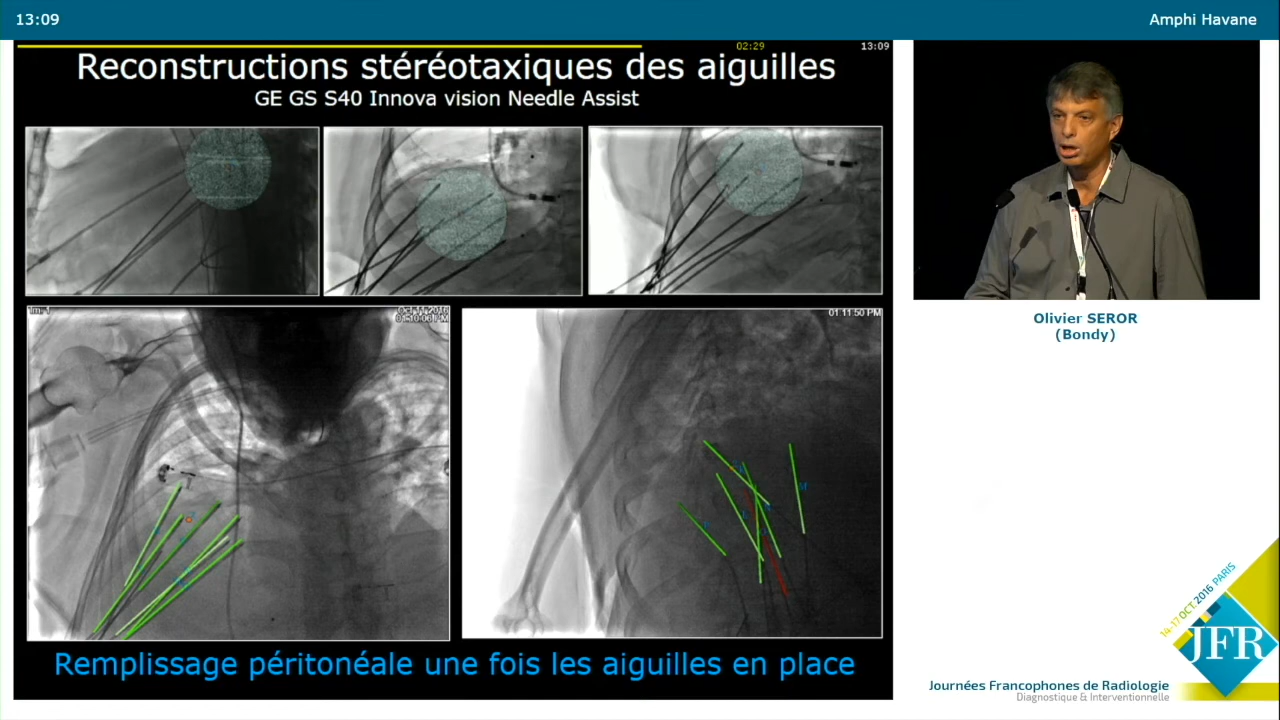 13:09
Amphi Havane
02:29
13:09
Reconstructions stéréotaxiques des aiguilles
GE GS S40 Innova vision Needle Assist
01:11:50 PM
Olivier SEROR
(Bondy)
Remplissage péritonéale une fois les aiguilles en place
14-17 OCT. 2016 PARIS
JFR
Journées Francophones de Radiologie
Diagnostique & Interventionnelle